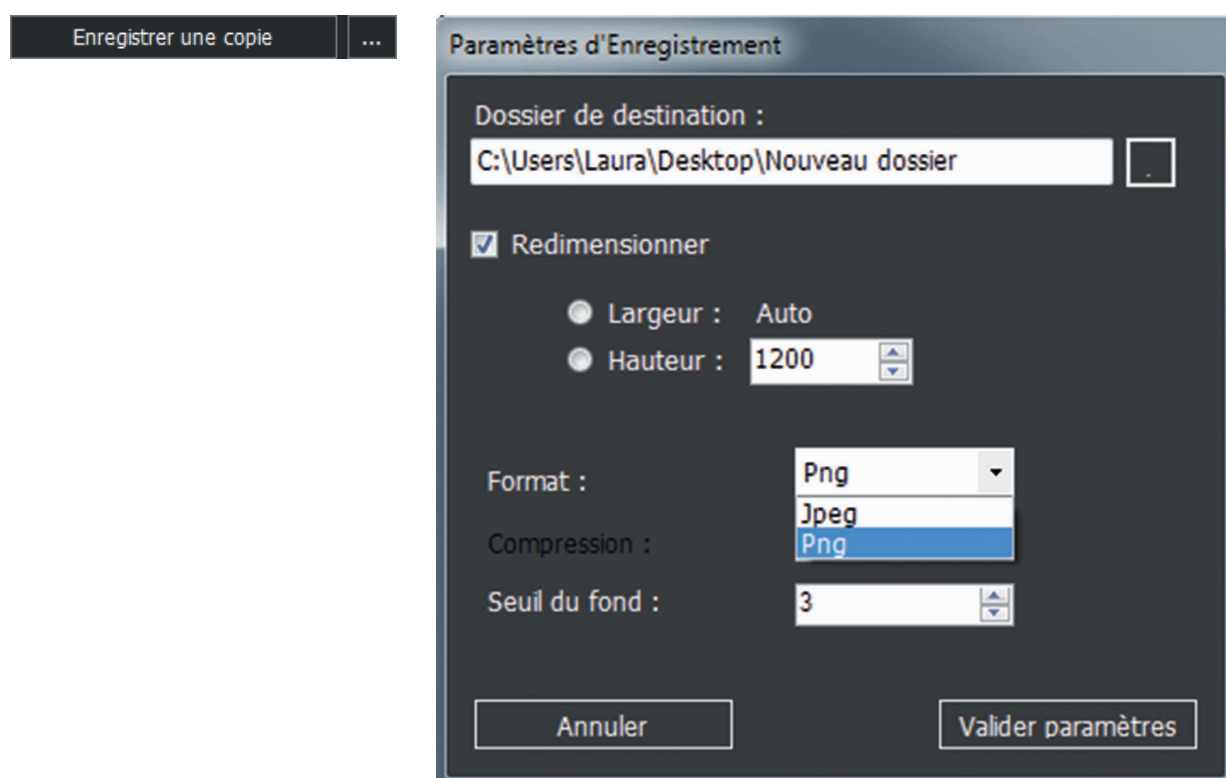 Enregistrer une copie ...
Paramètres d'Enregistrement
Dossier de destination :
C:\Users\Laura\Desktop\Nouveau dossier .
Redimensionner
Largeur : Auto
Hauteur : 1200
Format : Png
Jpeg
Png
Compression :
Seuil du fond : 3
Annuler Valider paramètres